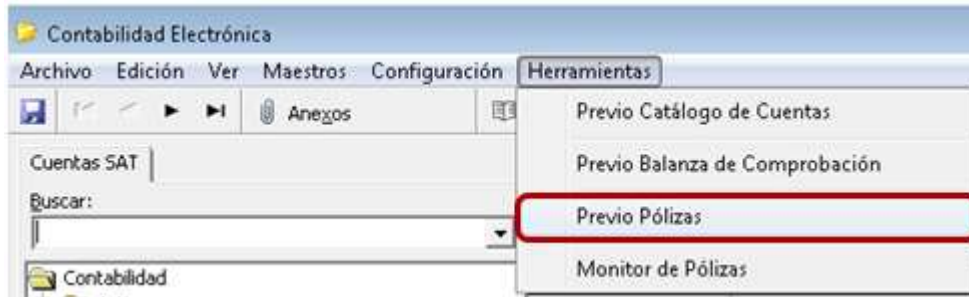 Contabilidad Electrónica
Archivo Edición Ver Maestros Configuración Herramientas
Anexos
Previo Catálogo de Cuentas
Cuentas SAT
Previo Balanza de Comprobación
Buscar:
Previo Pólizas
Monitor de Pólizas
Contabilidad